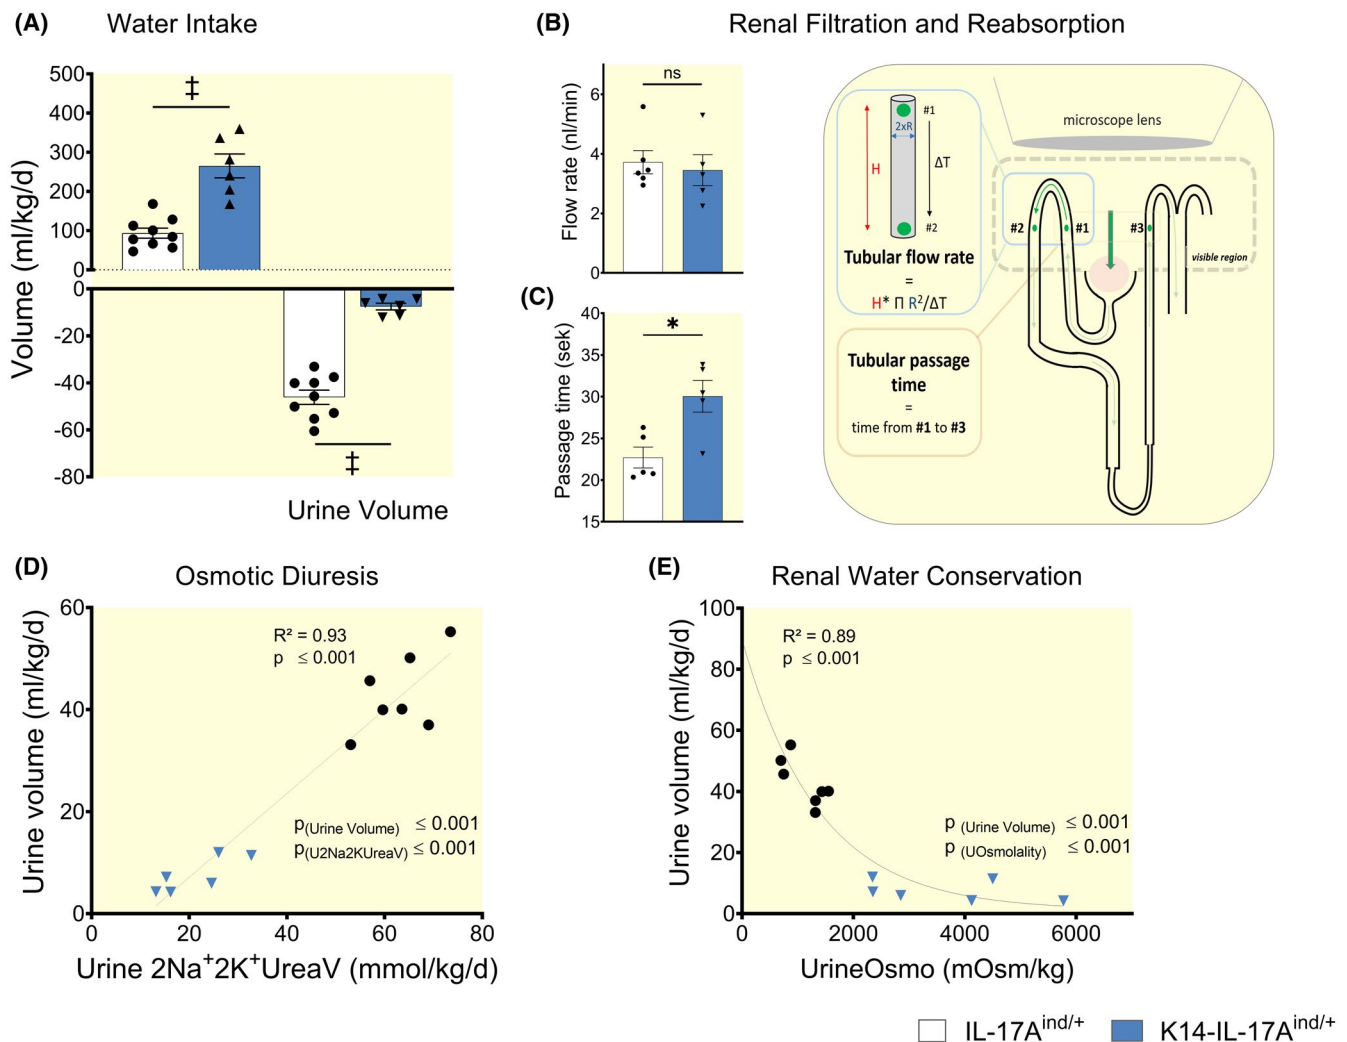 (A) Water Intake
Volume (ml/kg/d)
500
400
300
200
100
0
‡
0
-20
-40
-60
-80
‡
Urine Volume
(B) Renal Filtration and Reabsorption
Flow rate (nl/min)
6
4
2
0
ns
(C)
Passage time (sek)
40
35
30
25
20
15
*
microscope lens
#1
2xR
H
ΔT
#2
Tubular flow rate
=
H* Π R²/ΔT
Tubular passage
time
=
time from #1 to #3
#2
#1
#3
visible region
(D) Osmotic Diuresis
Urine volume (ml/kg/d)
60
40
20
0
R² = 0.93
p ≤ 0.001
p(Urine Volume) ≤ 0.001
p(U2Na2KUreaV) ≤ 0.001
0 20 40 60 80
Urine 2Na⁺2K⁺UreaV (mmol/kg/d)
(E) Renal Water Conservation
Urine volume (ml/kg/d)
100
80
60
40
20
0
R² = 0.89
p ≤ 0.001
p (Urine Volume) ≤ 0.001
p (UOsmolality) ≤ 0.001
0 2000 4000 6000
UrineOsmo (mOsm/kg)
IL-17A^ind/+ K14-IL-17A^ind/+